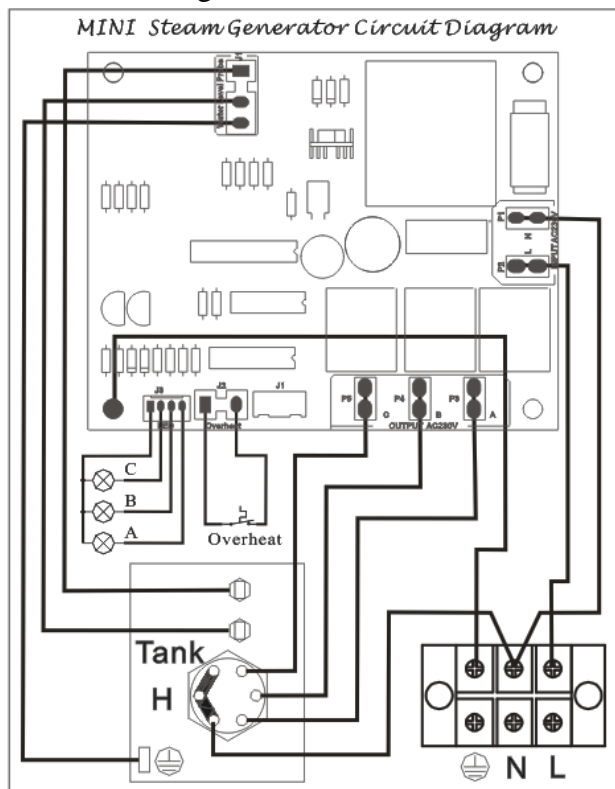 MINI Steam Generator Circuit Diagram
J1
Water Level Probe
P1
N
L
P2
INPUT AC230V
J3
J2
J1
Overheat
P5
C
P4
B
P3
A
OUTPUT AC230V
C
B
A
Overheat
Tank
H
N L